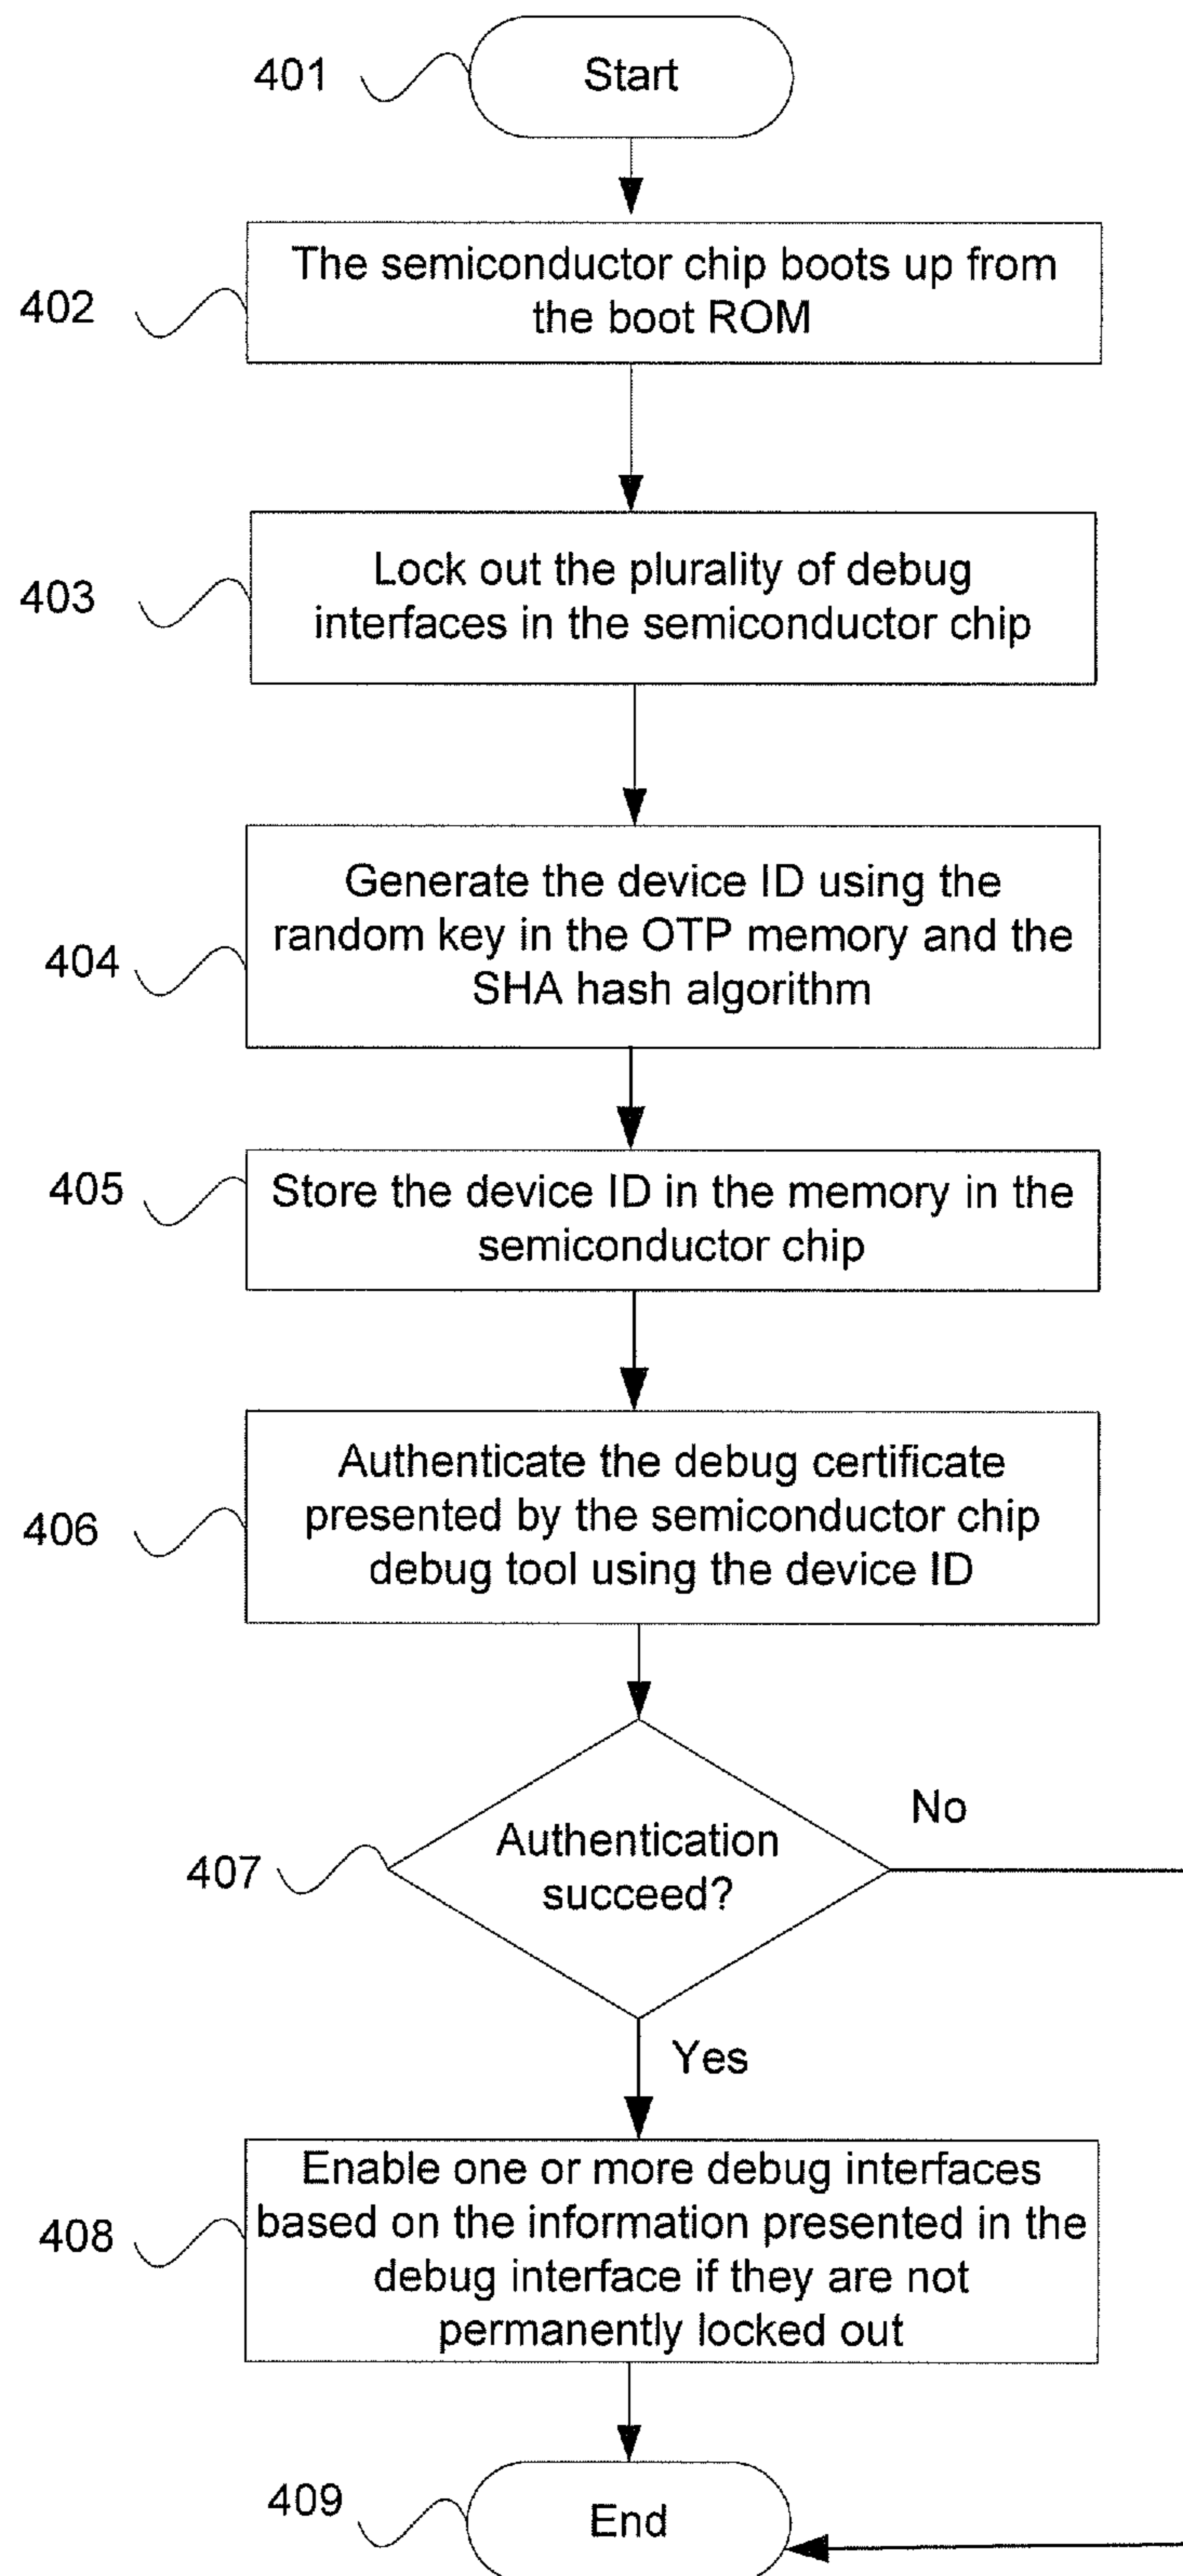 401
Start
402
The semiconductor chip boots up from
the boot ROM
403
Lock out the plurality of debug
interfaces in the semiconductor chip
404
Generate the device ID using the
random key in the OTP memory and the
SHA hash algorithm
405
Store the device ID in the memory in the
semiconductor chip
406
Authenticate the debug certificate
presented by the semiconductor chip
debug tool using the device ID
407
Authentication
succeed?
No
Yes
408
Enable one or more debug interfaces
based on the information presented in the
debug interface if they are not
permanently locked out
409
End